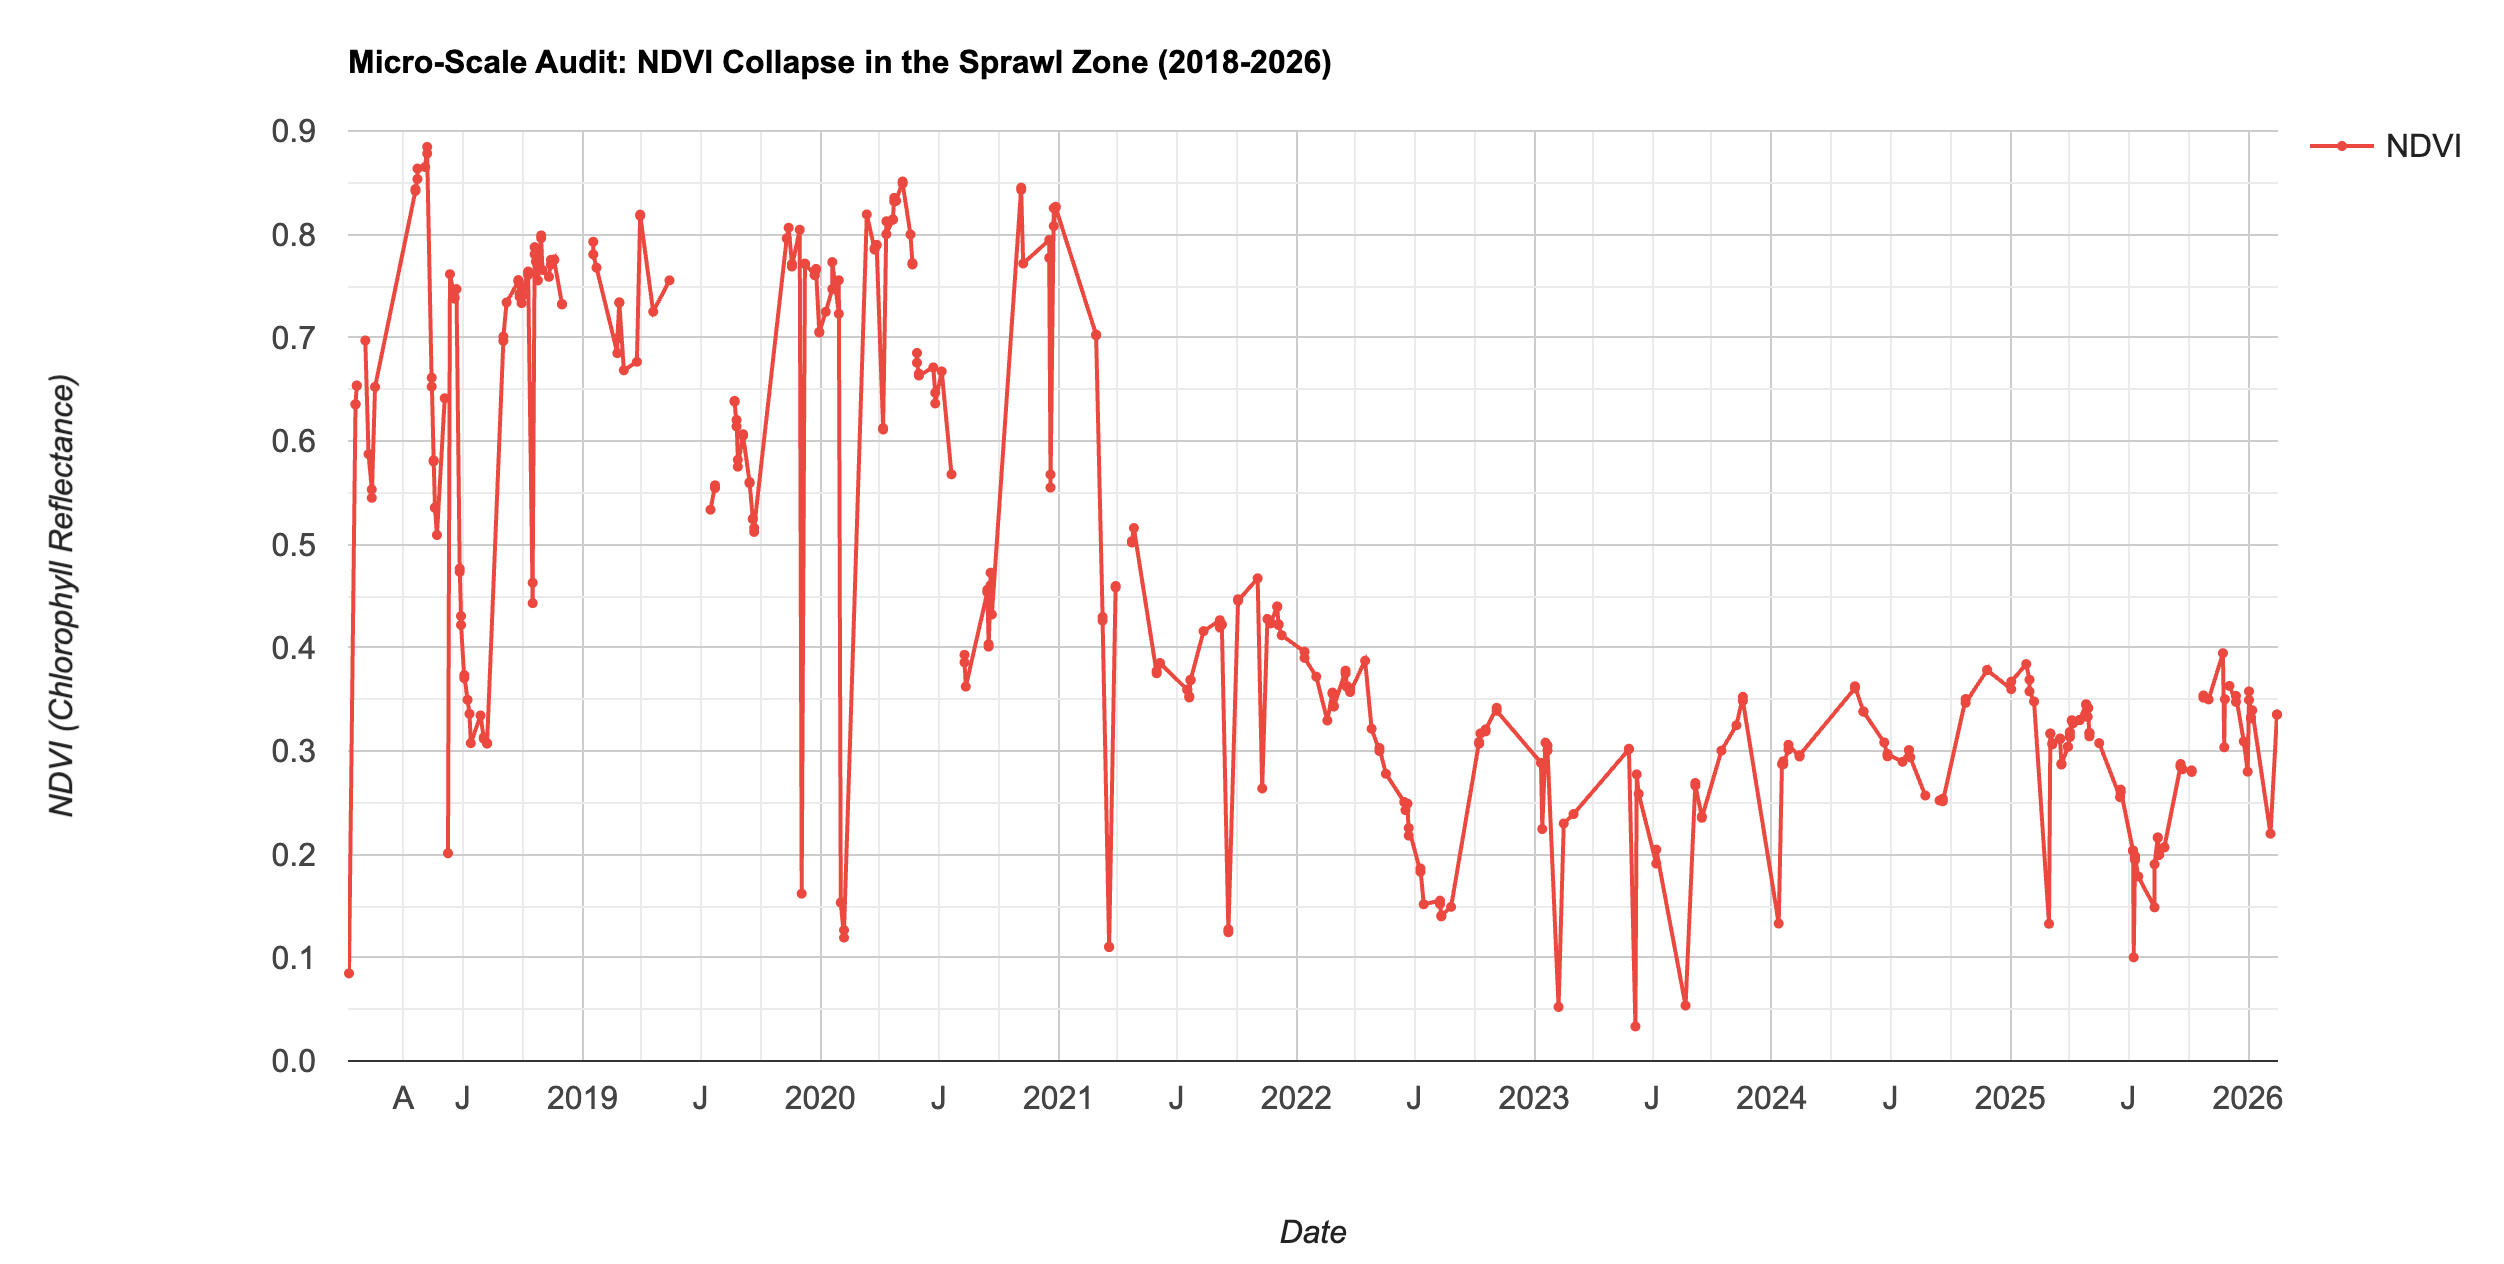 Micro-Scale Audit: NDVI Collapse in the Sprawl Zone (2018-2026)
NDVI
NDVI (Chlorophyll Reflectance)
0.9
0.8
0.7
0.6
0.5
0.4
0.3
0.2
0.1
0.0
A J 2019 J 2020 J 2021 J 2022 J 2023 J 2024 J 2025 J 2026
Date